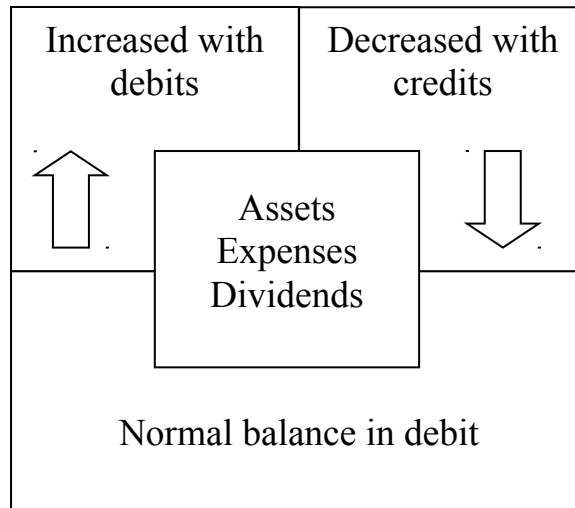 Increased with
debits
Decreased with
credits
Assets
Expenses
Dividends
Normal balance in debit